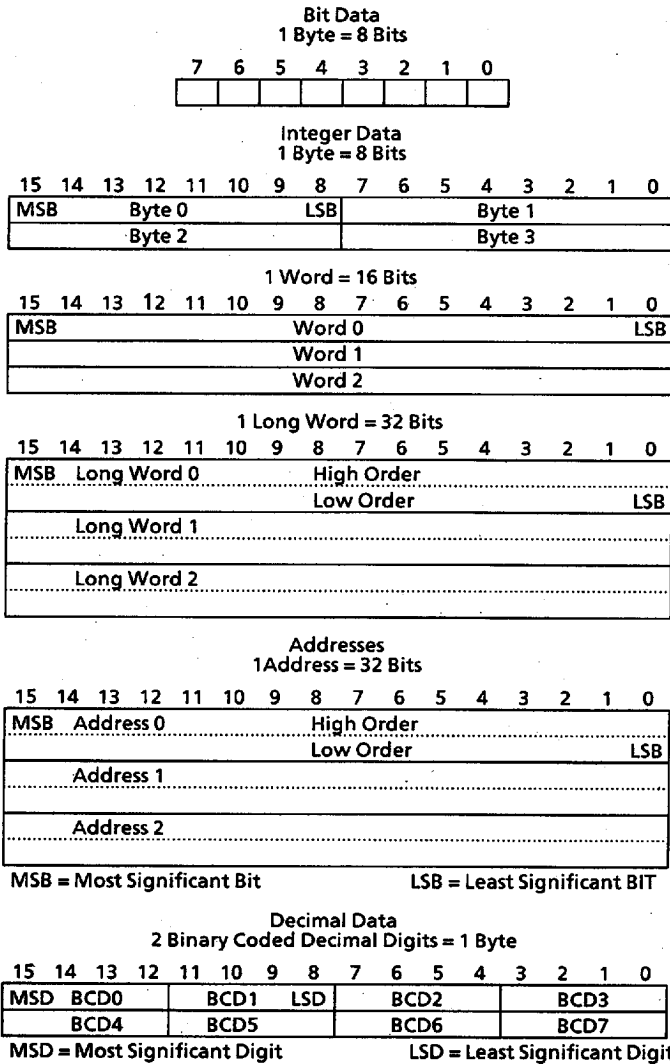 Bit Data
1 Byte = 8 Bits
7 6 5 4 3 2 1 0
Integer Data
1 Byte = 8 Bits
15 14 13 12 11 10 9 8 7 6 5 4 3 2 1 0
MSB Byte 0 LSB Byte 1
Byte 2 Byte 3
1 Word = 16 Bits
15 14 13 12 11 10 9 8 7 6 5 4 3 2 1 0
MSB Word 0 LSB
Word 1
Word 2
1 Long Word = 32 Bits
15 14 13 12 11 10 9 8 7 6 5 4 3 2 1 0
MSB Long Word 0 High Order
Low Order LSB
Long Word 1
Long Word 2
Addresses
1Address = 32 Bits
15 14 13 12 11 10 9 8 7 6 5 4 3 2 1 0
MSB Address 0 High Order
Low Order LSB
Address 1
Address 2
MSB = Most Significant Bit LSB = Least Significant BIT
Decimal Data
2 Binary Coded Decimal Digits = 1 Byte
15 14 13 12 11 10 9 8 7 6 5 4 3 2 1 0
MSD BCD0 BCD1 LSD BCD2 BCD3
BCD4 BCD5 BCD6 BCD7
MSD = Most Significant Digit LSD = Least Significant Digit